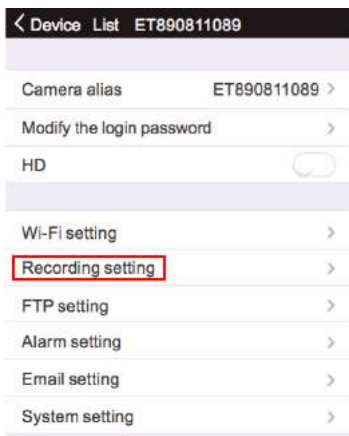 Device List ET890811089
Camera alias ET890811089
Modify the login password
HD
Wi-Fi setting
Recording setting
FTP setting
Alarm setting
Email setting
System setting